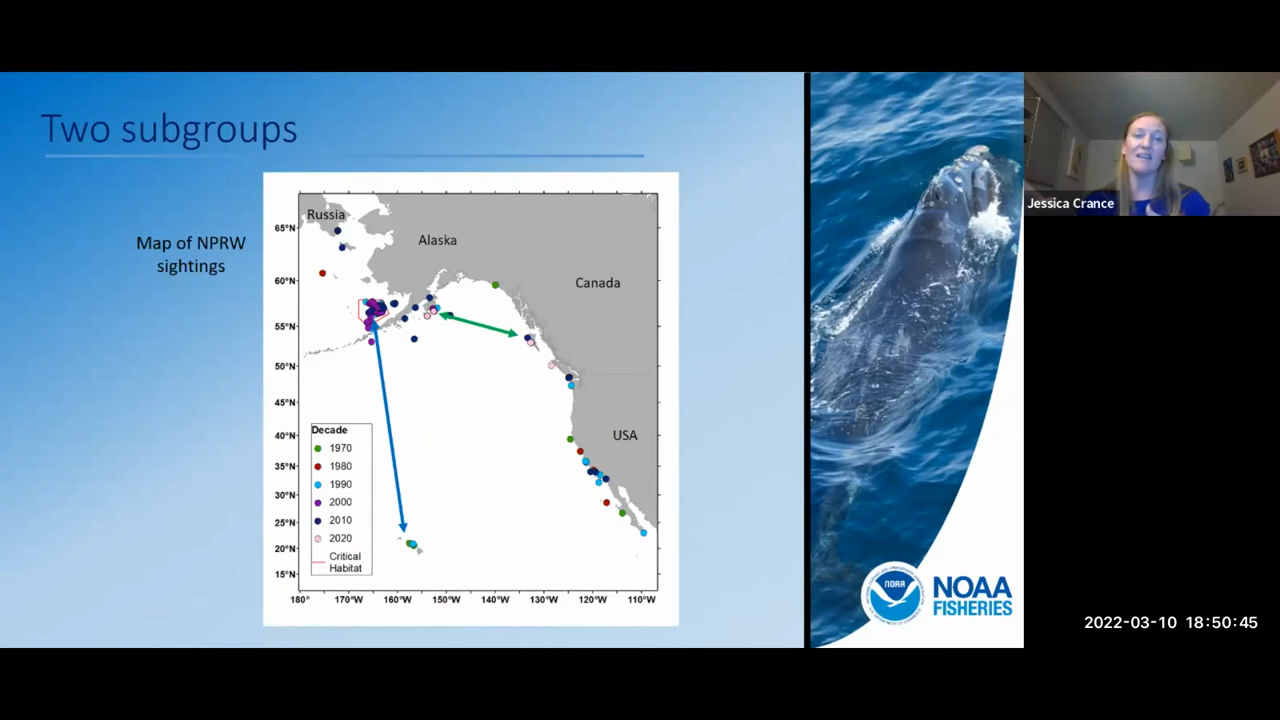 Two subgroups
Map of NPRW
sightings
Russia
Alaska
Canada
USA
65°N
60°N
55°N
50°N
45°N
40°N
35°N
30°N
25°N
20°N
15°N
Decade
1970
1980
1990
2000
2010
2020
Critical
Habitat
180°
170°W
160°W
150°W
140°W
130°W
120°W
110°W
NOAA
NOAA
FISHERIES
Jessica Crance
2022-03-10 18:50:45